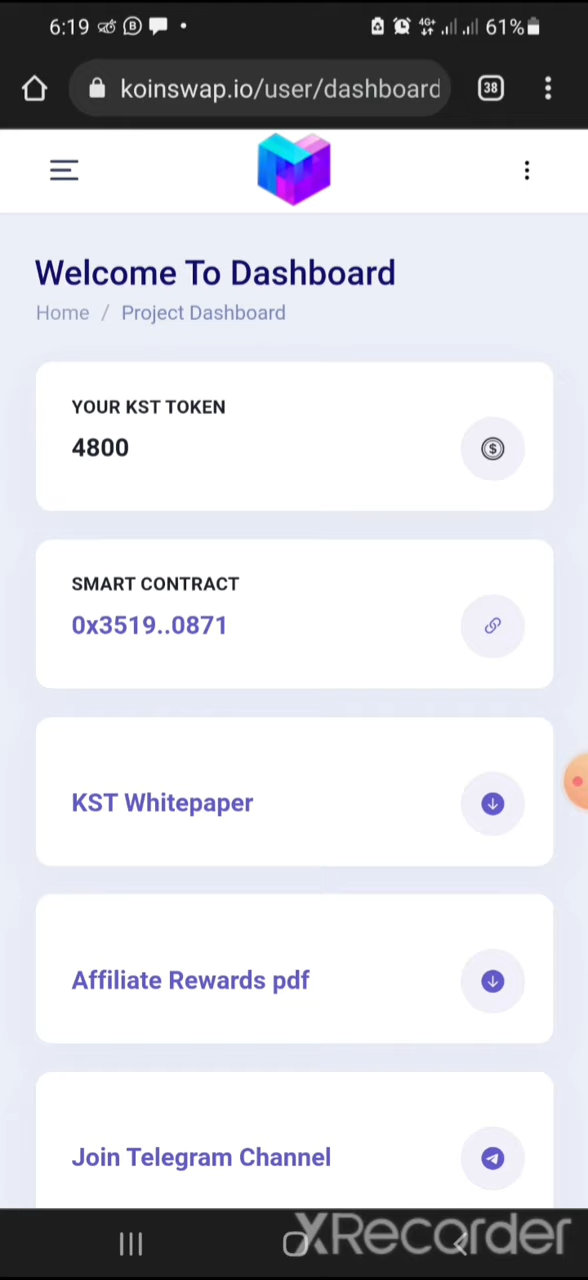 6:19
4G+
61%
koinswap.io/user/dashboard
38
Welcome To Dashboard
Home / Project Dashboard
YOUR KST TOKEN
4800
SMART CONTRACT
0x3519..0871
KST Whitepaper
Affiliate Rewards pdf
Join Telegram Channel
XRecorder